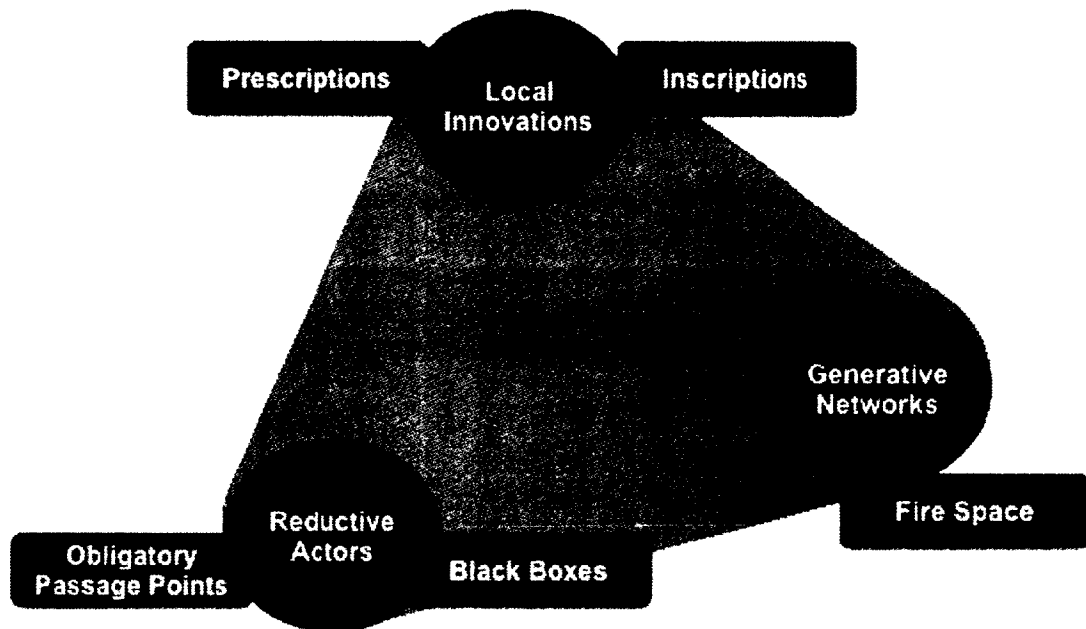 Prescriptions
Local
Innovations
Inscriptions
Generative
Networks
Fire Space
Reductive
Actors
Obligatory
Passage Points
Black Boxes